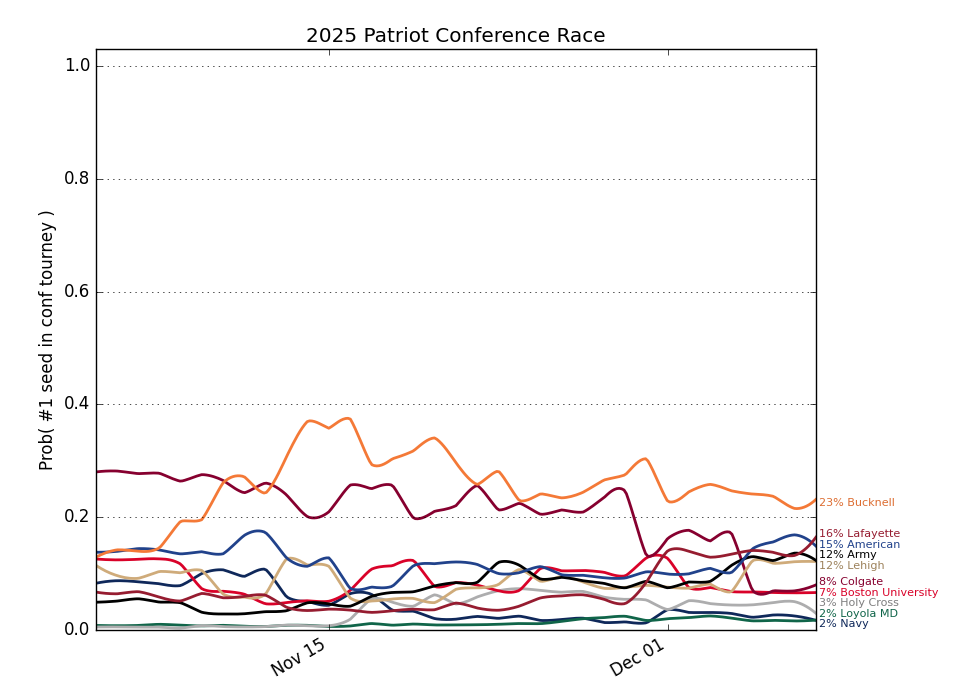 2025 Patriot Conference Race
Prob( #1 seed in conf tourney )
1.0
0.8
0.6
0.4
0.2
0.0
Nov 15
Dec 01
23% Bucknell
16% Lafayette
15% American
12% Army
12% Lehigh
8% Colgate
7% Boston University
3% Holy Cross
2% Loyola MD
2% Navy